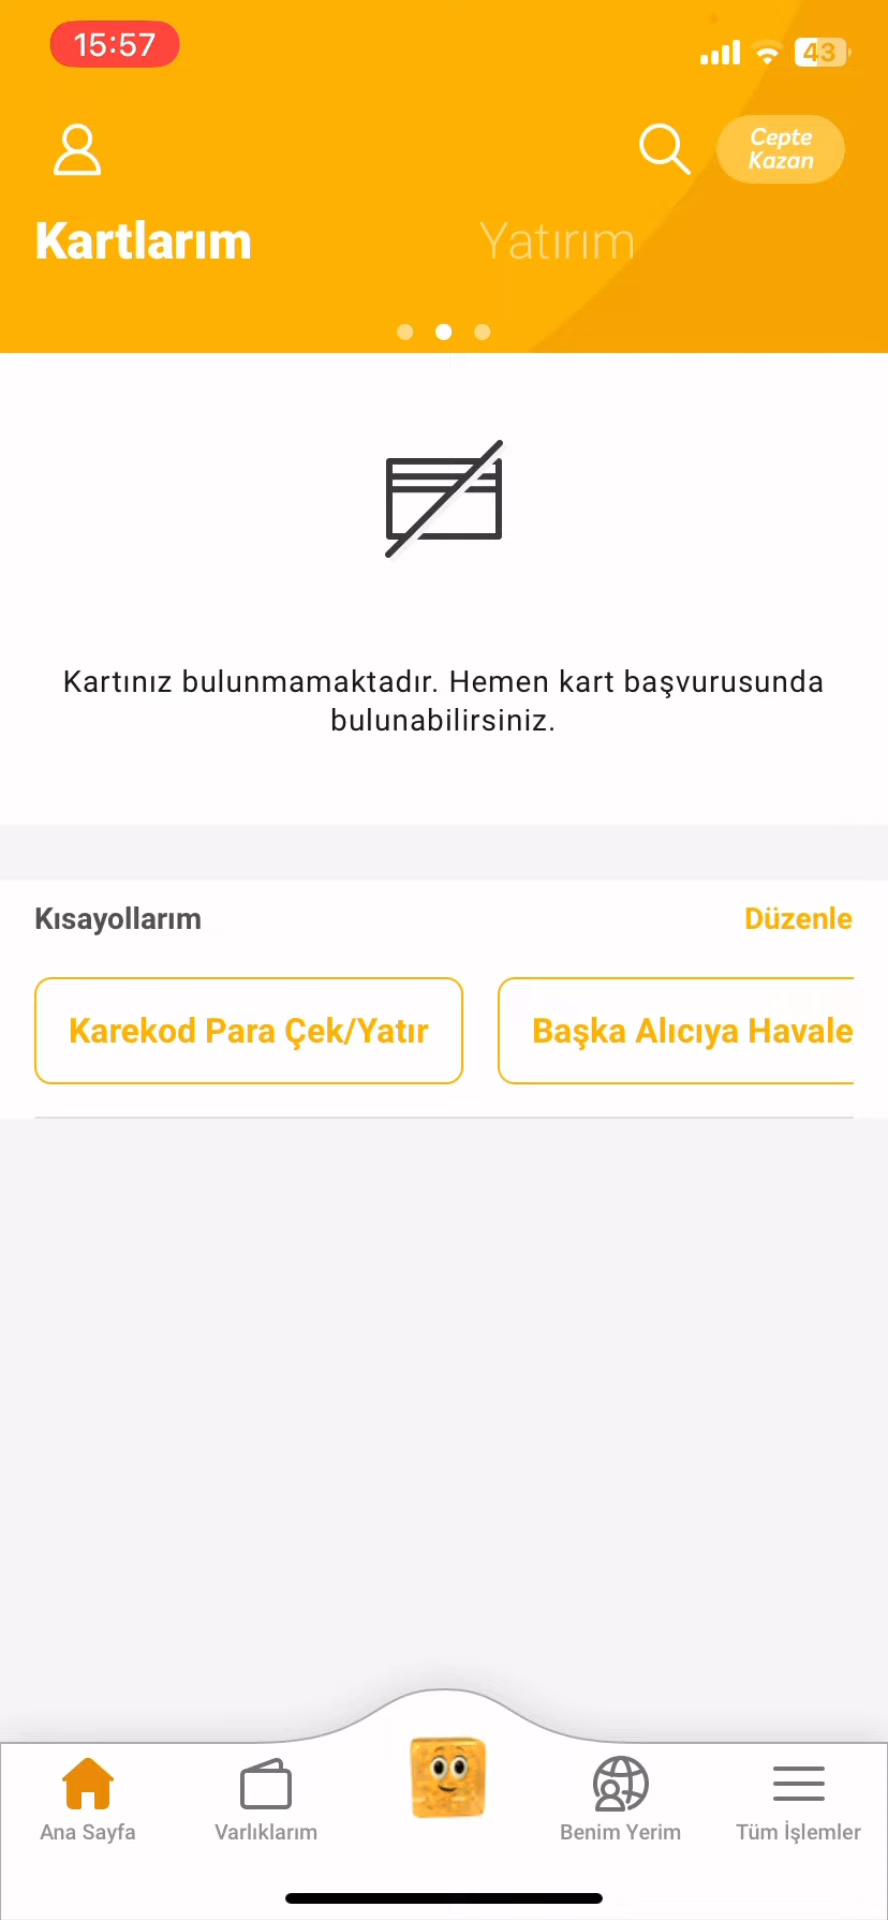 15:57
43
Cepte
Kazan
Kartlarım
Yatırım
Kartınız bulunmamaktadır. Hemen kart başvurusunda
bulunabilirsiniz.
Kısayollarım
Düzenle
Karekod Para Çek/Yatır
Başka Alıcıya Havale
Ana Sayfa
Varlıklarım
Benim Yerim
Tüm İşlemler